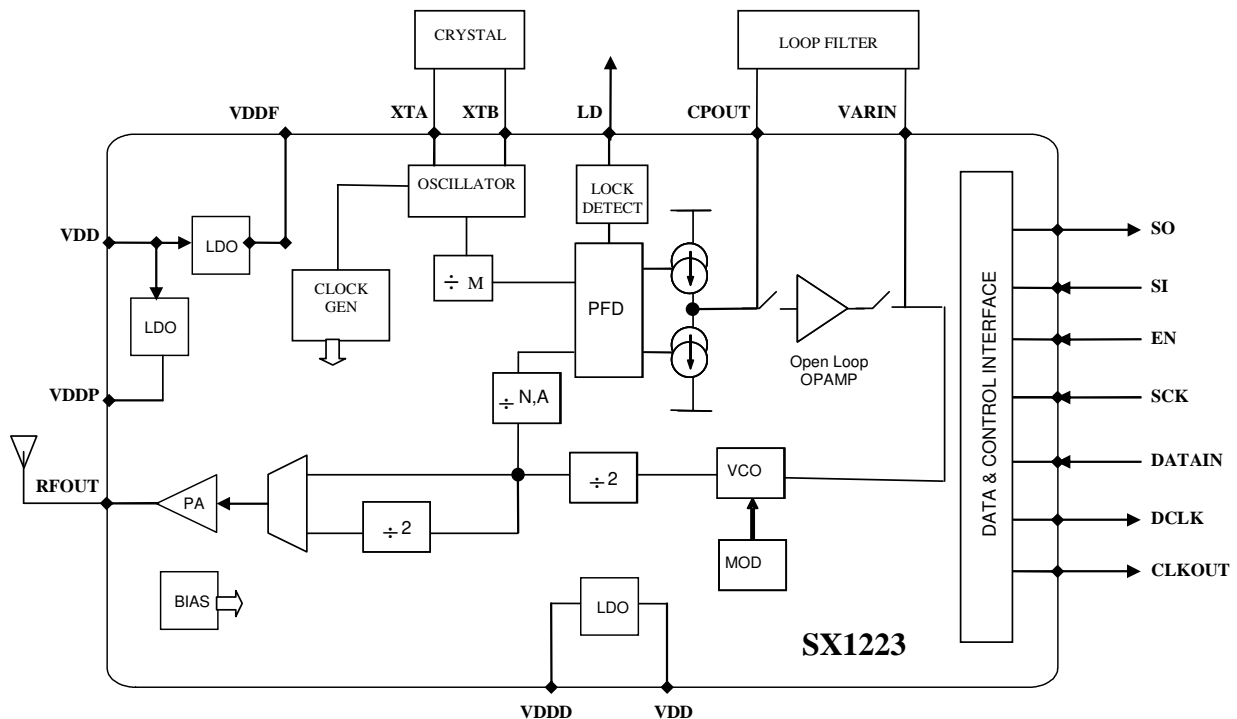 CRYSTAL
LOOP FILTER
VDDF
XTA
XTB
LD
CPOUT
VARIN
OSCILLATOR
LOCK
DETECT
VDD
LDO
SO
CLOCK
GEN
÷ M
PFD
SI
LDO
Open Loop
OPAMP
EN
VDDP
÷ N,A
SCK
RFOUT
PA
÷ 2
VCO
DATAIN
÷ 2
DCLK
MOD
CLKOUT
BIAS
LDO
DATA & CONTROL INTERFACE
SX1223
VDDD
VDD